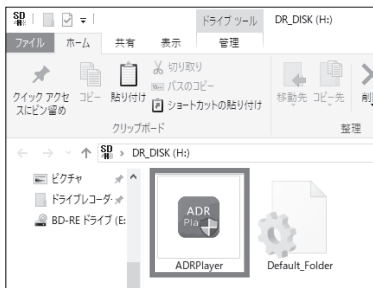 SD
ドライブ ツール
DR_DISK (H:)
ファイル
ホーム
共有
表示
管理
クイック アクセ
スにピン留め
コピー
貼り付け
切り取り
パスのコピー
ショートカットの貼り付け
移動先
コピー先
削
クリップボード
整理
SD
DR_DISK (H:)
ピクチャ
ドライブレコーダ-
BD-RE ドライブ (E:
ADR
Pla
ADRPlayer
Default_Folder